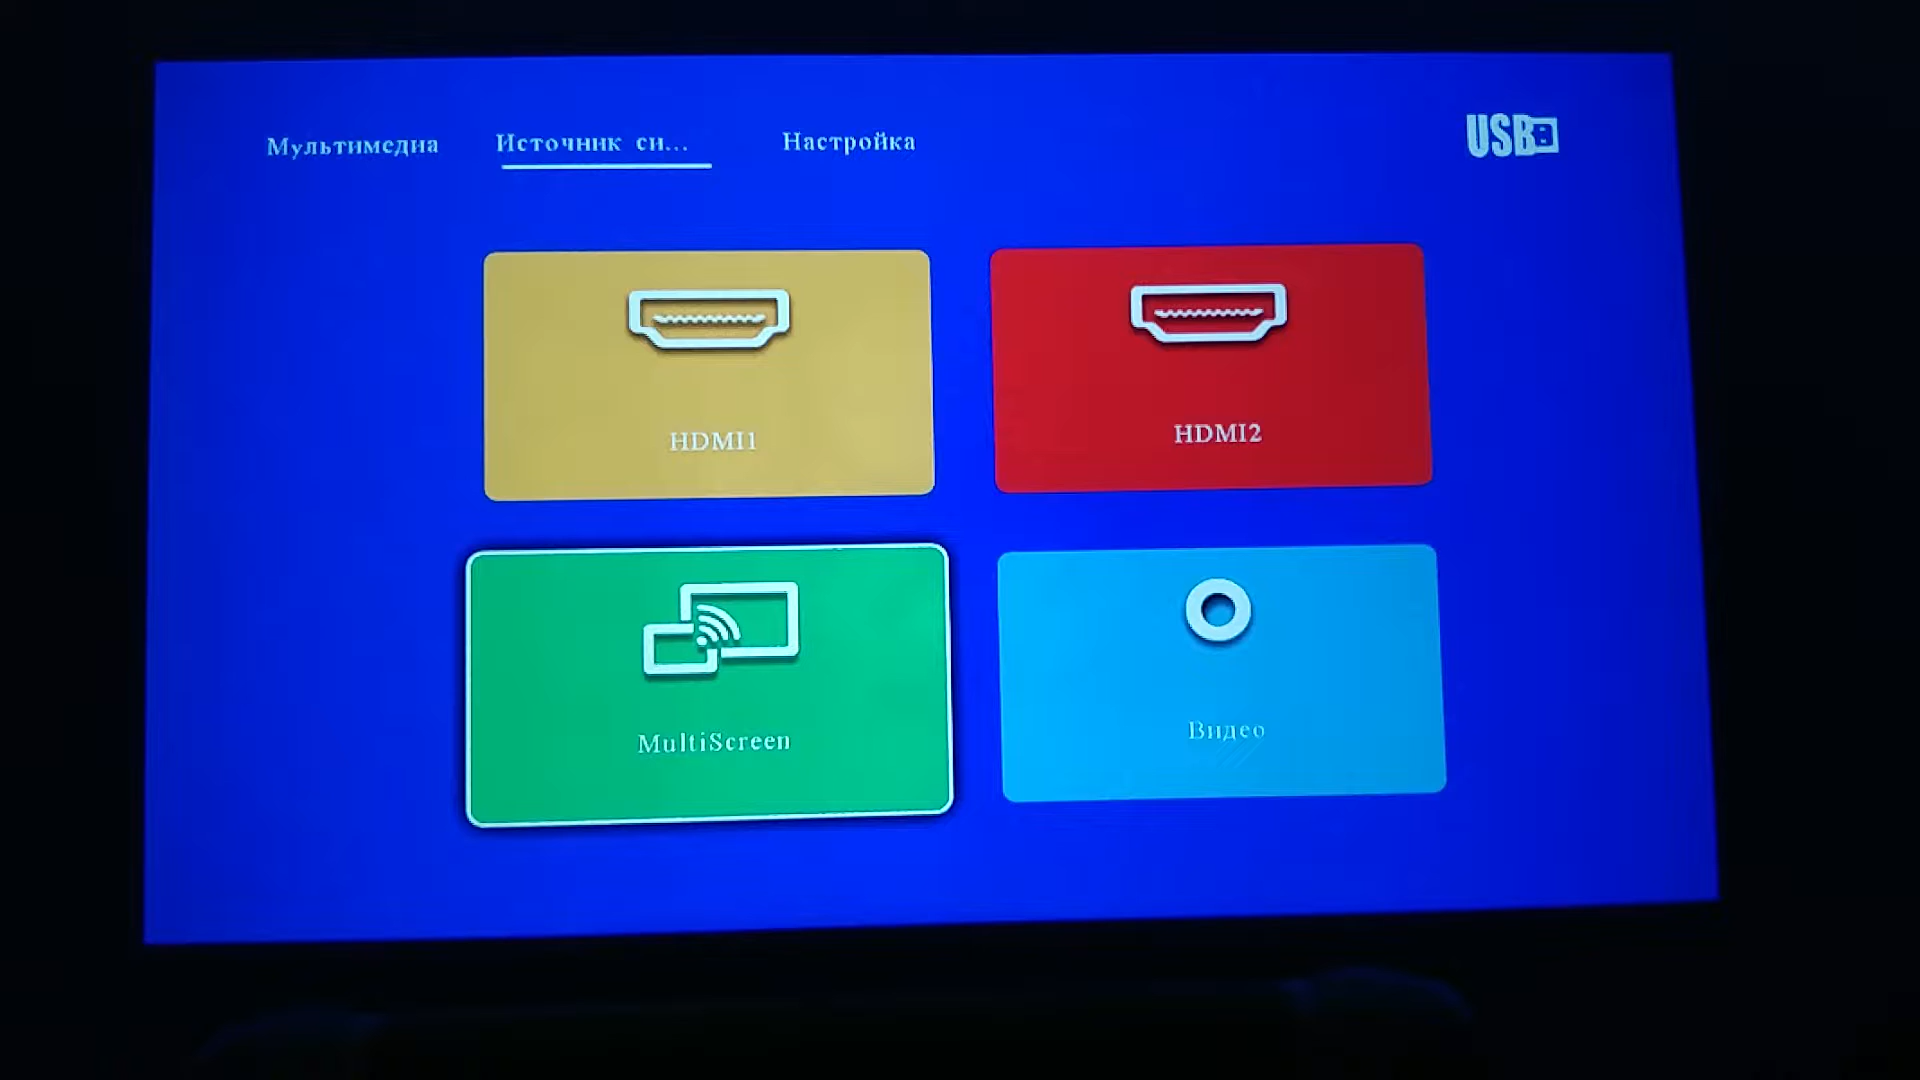 Мультимедиа
Источник си...
Настройка
USB
HDMI1
HDMI2
MultiScreen
Видео